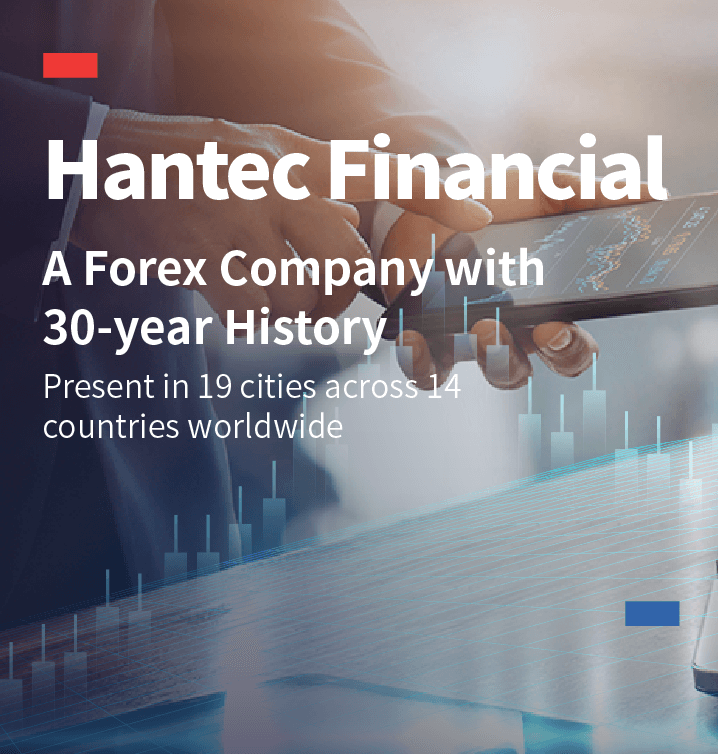 Hantec Financial
A Forex Company with
30-year History
Present in 19 cities across 14
countries worldwide